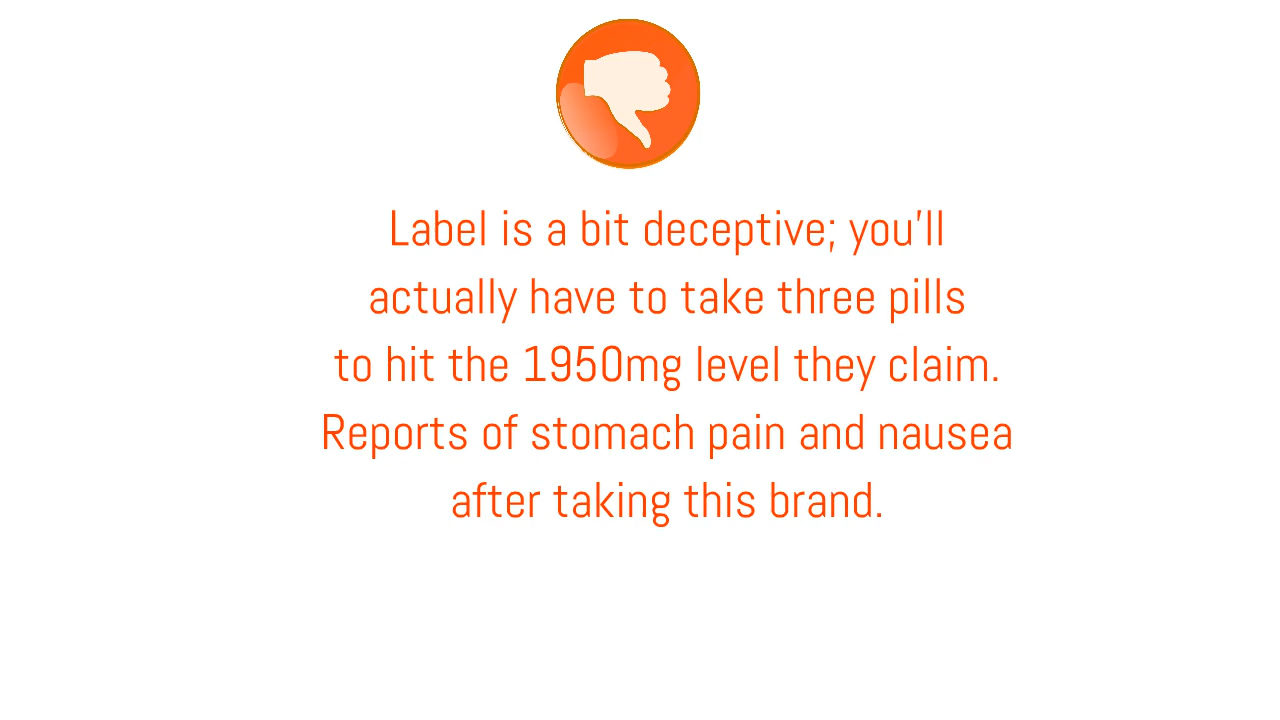 Label is a bit deceptive; you'll
actually have to take three pills
to hit the 1950mg level they claim.
Reports of stomach pain and nausea
after taking this brand.